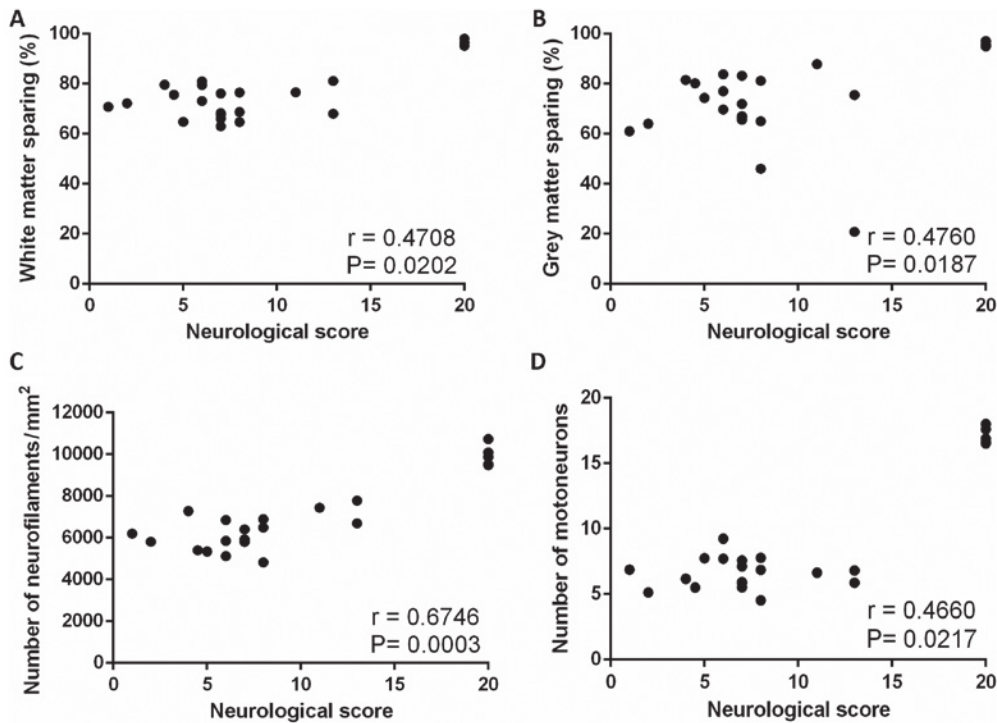 A
White matter sparing (%)
100
80
60
40
20
0
r = 0.4708
P= 0.0202
0 5 10 15 20
Neurological score
B
Grey matter sparing (%)
100
80
60
40
20
0
r = 0.4760
P= 0.0187
0 5 10 15 20
Neurological score
C
Number of neurofilaments/mm²
12000
10000
8000
6000
4000
2000
0
r = 0.6746
P= 0.0003
0 5 10 15 20
Neurological score
D
Number of motoneurons
20
15
10
5
0
r = 0.4660
P = 0.0217
0 5 10 15 20
Neurological score